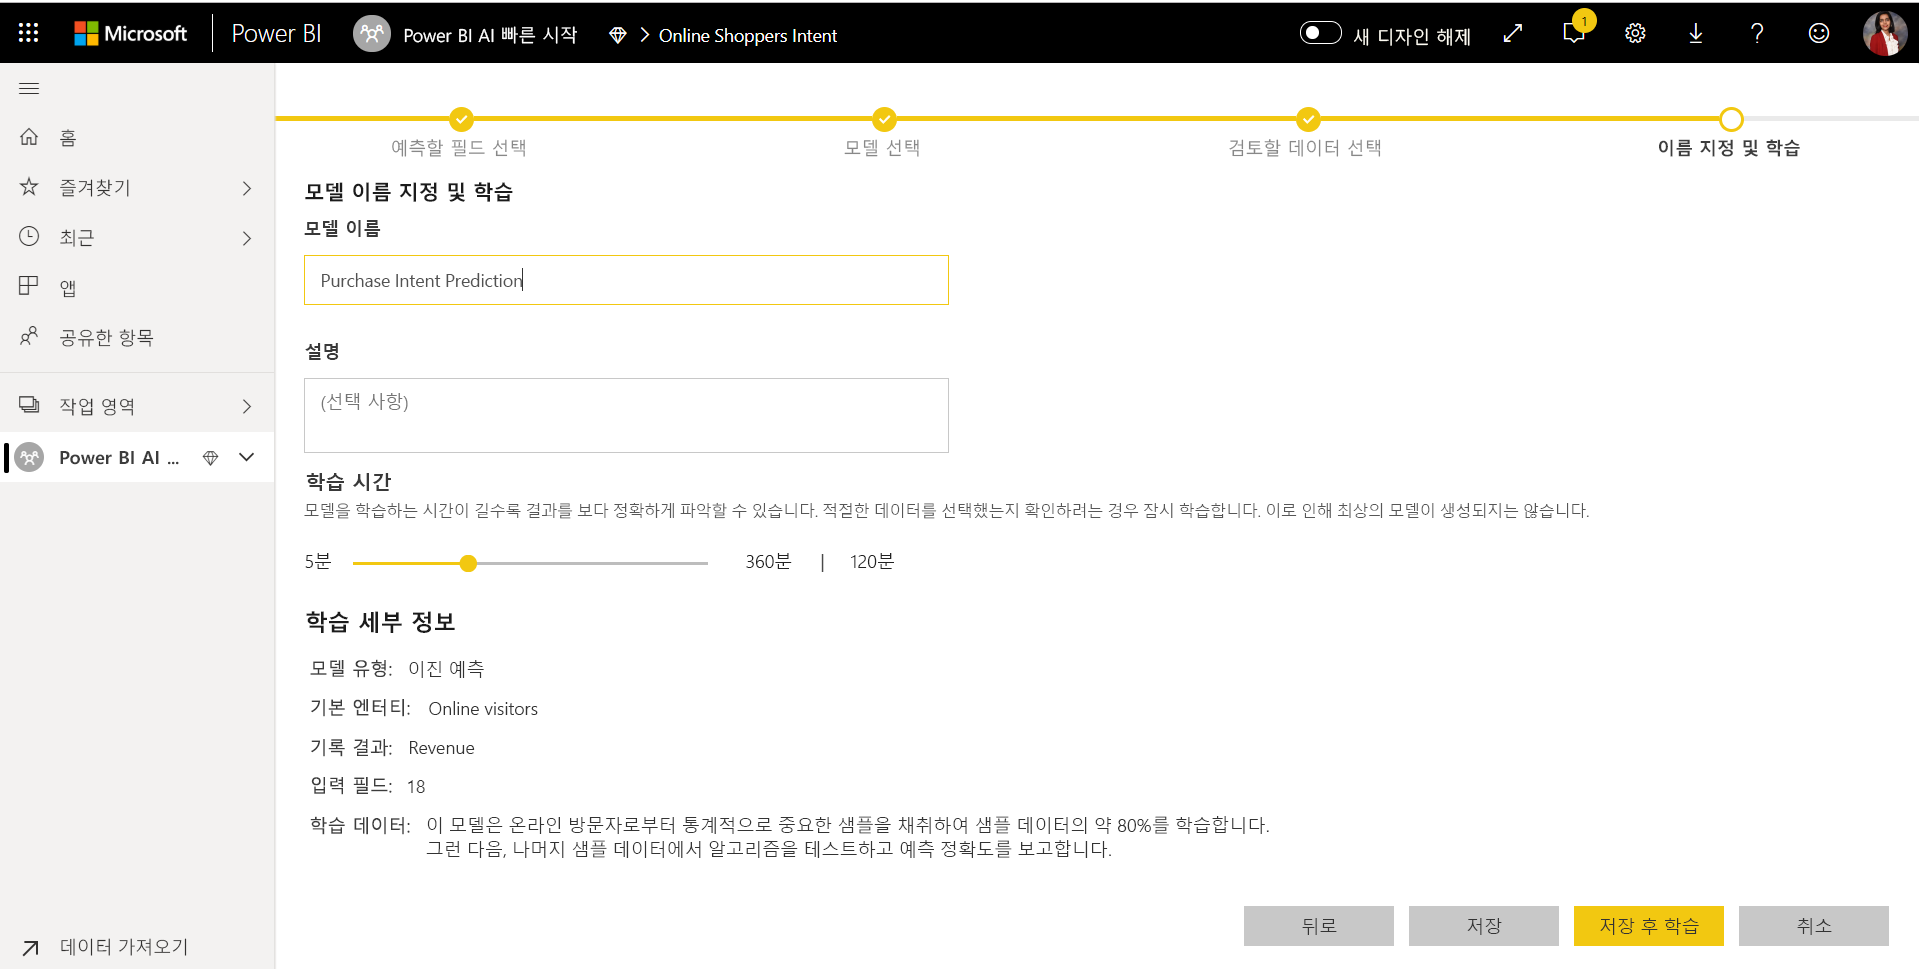 Microsoft Power BI Power BI AI 빠른 시작 > Online Shoppers Intent 새 디자인 해제 1
홈
즐겨찾기
최근
앱
공유한 항목
작업 영역
Power BI AI ...
데이터 가져오기
예측할 필드 선택 모델 선택 검토할 데이터 선택 이름 지정 및 학습
모델 이름 지정 및 학습
모델 이름
Purchase Intent Prediction
설명
(선택 사항)
학습 시간
모델을 학습하는 시간이 길수록 결과를 보다 정확하게 파악할 수 있습니다. 적절한 데이터를 선택했는지 확인하려는 경우 잠시 학습합니다. 이로 인해 최상의 모델이 생성되지는 않습니다.
5분 360분 | 120분
학습 세부 정보
모델 유형: 이진 예측
기본 엔터티: Online visitors
기록 결과: Revenue
입력 필드: 18
학습 데이터: 이 모델은 온라인 방문자로부터 통계적으로 중요한 샘플을 채취하여 샘플 데이터의 약 80%를 학습합니다.
그런 다음, 나머지 샘플 데이터에서 알고리즘을 테스트하고 예측 정확도를 보고합니다.
뒤로 저장 저장 후 학습 취소